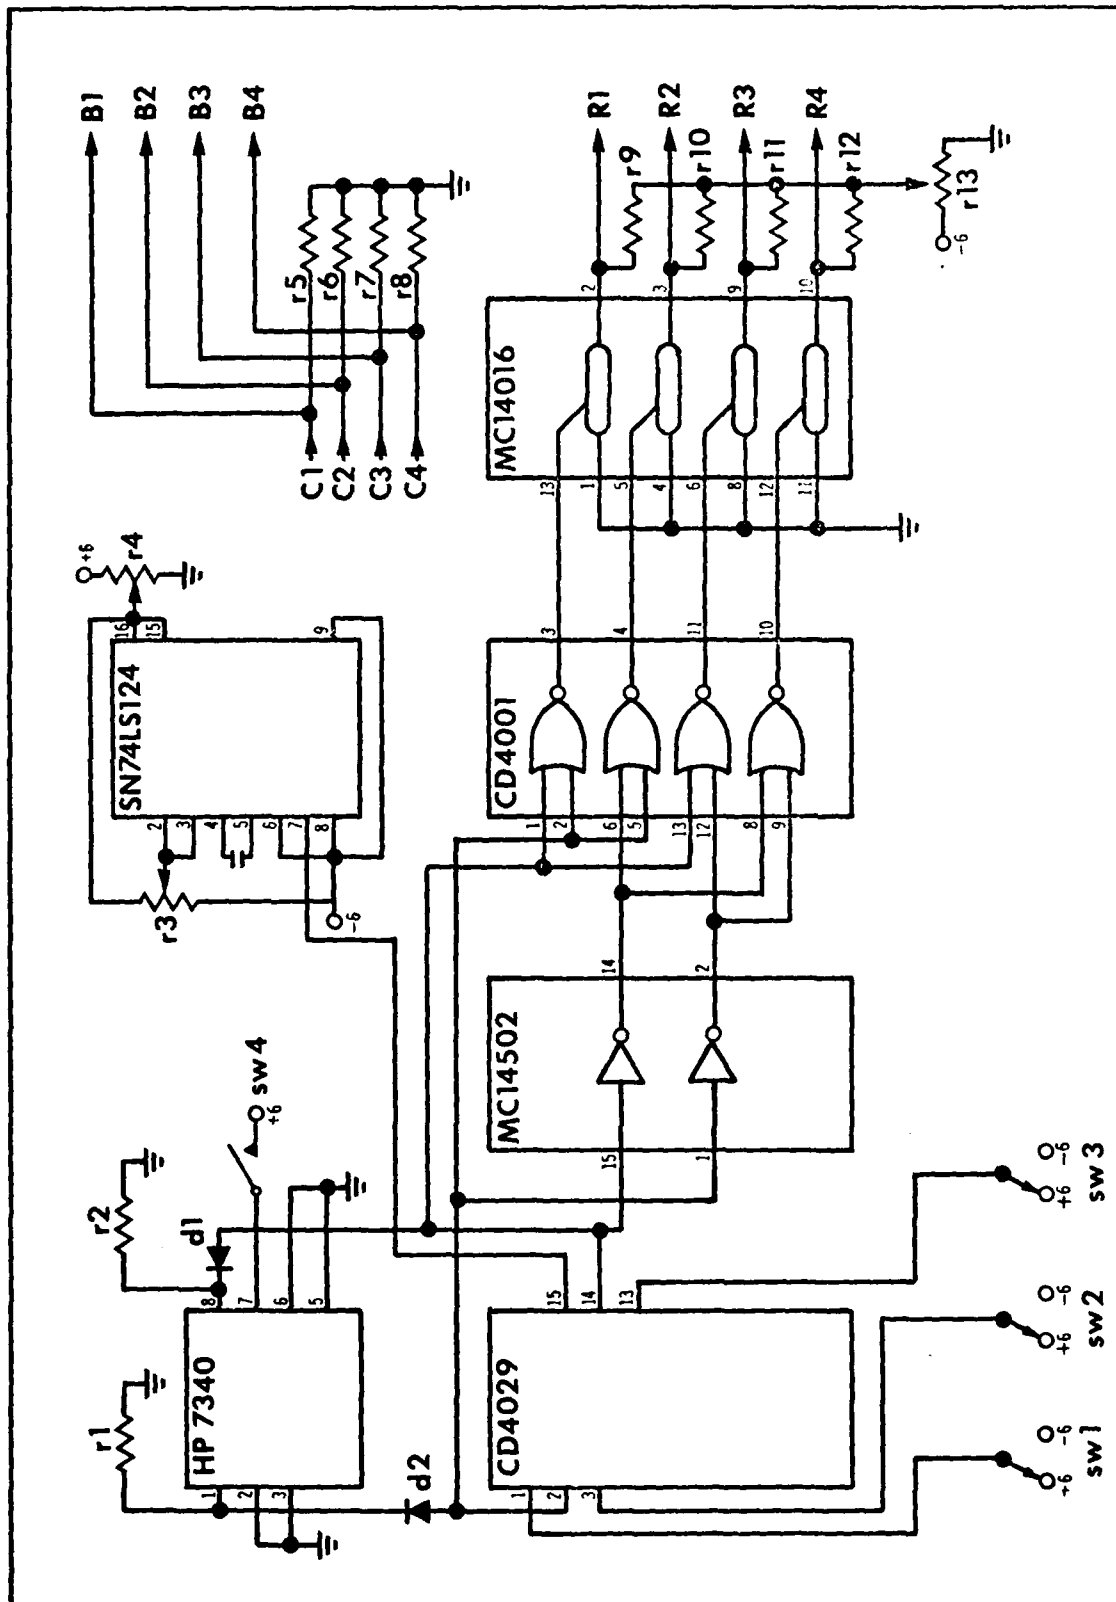 B1
B2
B3
B4
r5
r6
r7
r8
C1
C2
C3
C4
+6
r4
16
15
9
SN74LS124
2
3
4
5
6
7
8
r3
-6
sw4
+6
r2
d1
8
7
6
5
HP 7340
r1
1
2
3
d2
R1
R2
R3
R4
r9
r10
r11
r12
r13
-6
2
3
9
10
MC14016
13
1
5
4
6
8
12
11
3
4
11
10
CD4001
1
2
6
5
13
12
8
9
14
2
MC14502
15
1
15
14
13
CD4029
1
2
3
+6
-6
sw1
+6
-6
sw2
+6
-6
sw3